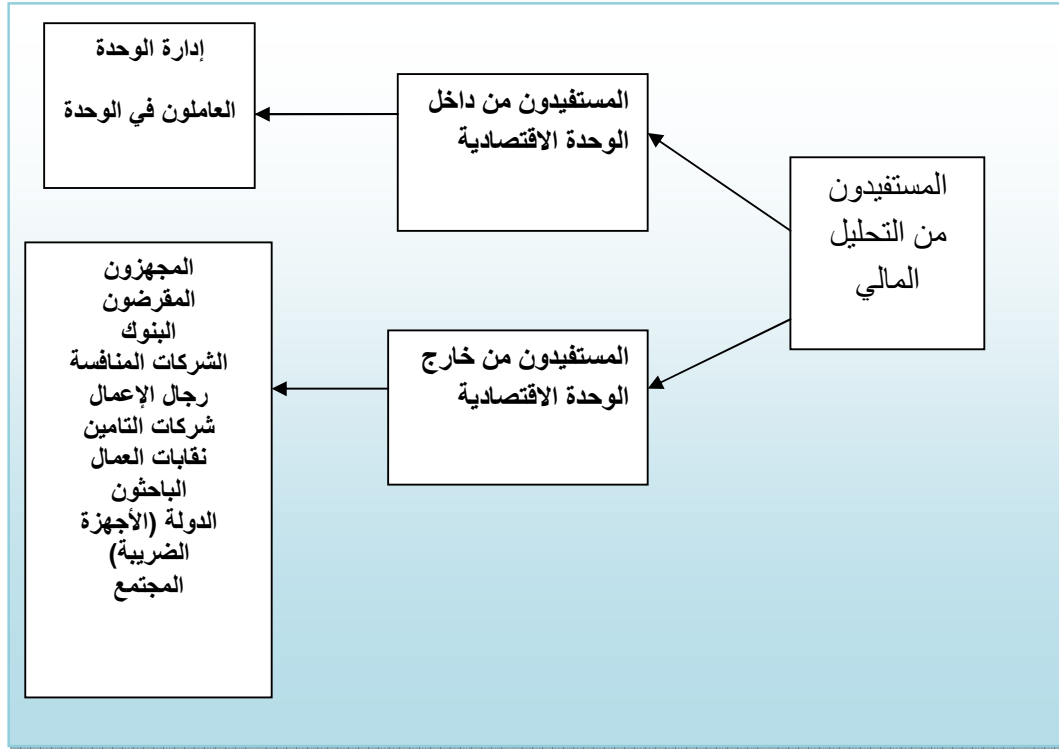 المستفيدون
من التحليل
المالي
المستفيدون من داخل
الوحدة الاقتصادية
إدارة الوحدة
العاملون في الوحدة
المستفيدون من خارج
الوحدة الاقتصادية
المجهزون
المقرضون
البنوك
الشركات المنافسة
رجال الإعمال
شركات التامين
نقابات العمال
الباحثون
الدولة (الأجهزة
الضريبة)
المجتمع